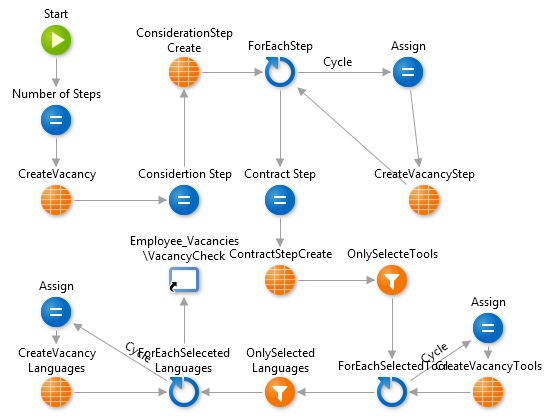 Start
ConsiderationStep
Create
ForEachStep
Cycle
Assign
Number of Steps
CreateVacancy
Considertion Step
Contract Step
CreateVacancyStep
Employee_Vacancies
\VacancyCheck
ContractStepCreate
OnlySelecteTools
Assign
Assign
Cycle
Cycle
CreateVacancy
Languages
ForEachSeleceted
Languages
OnlySelected
Languages
ForEachSelectedTools
CreateVacancyTools